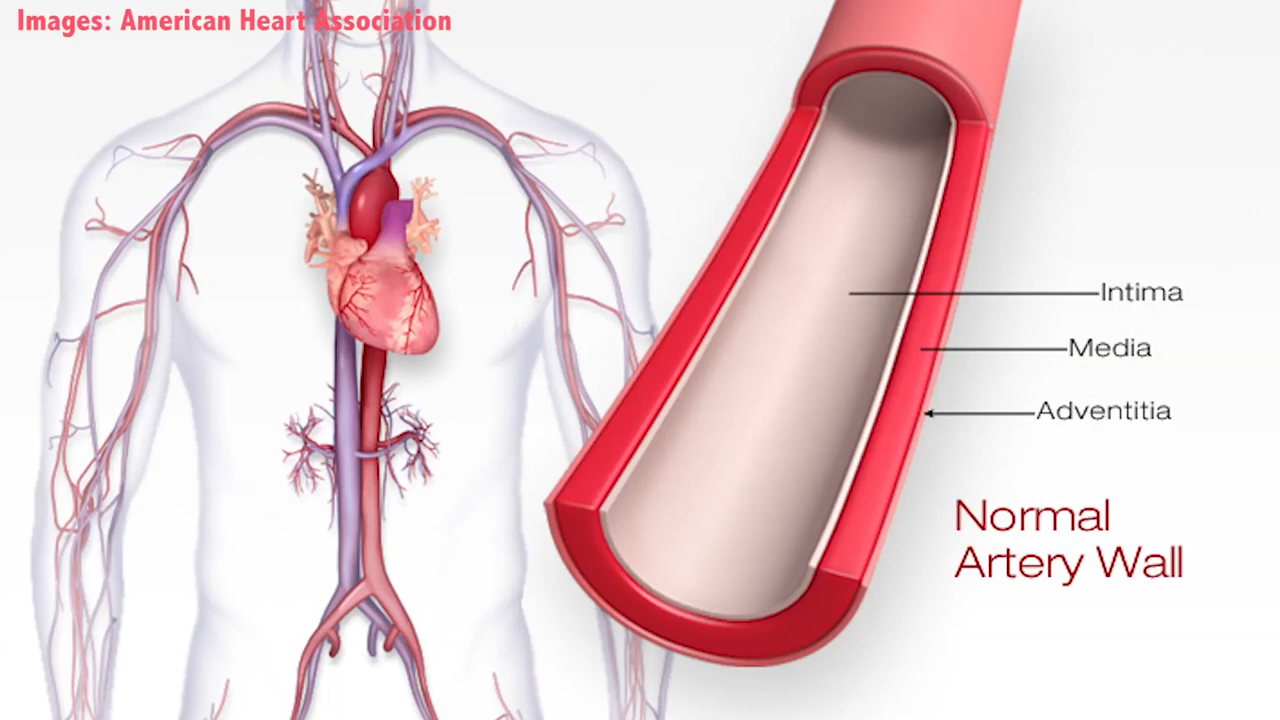 Images: American Heart Association
Intima
Media
Adventitia
Normal
Artery Wall